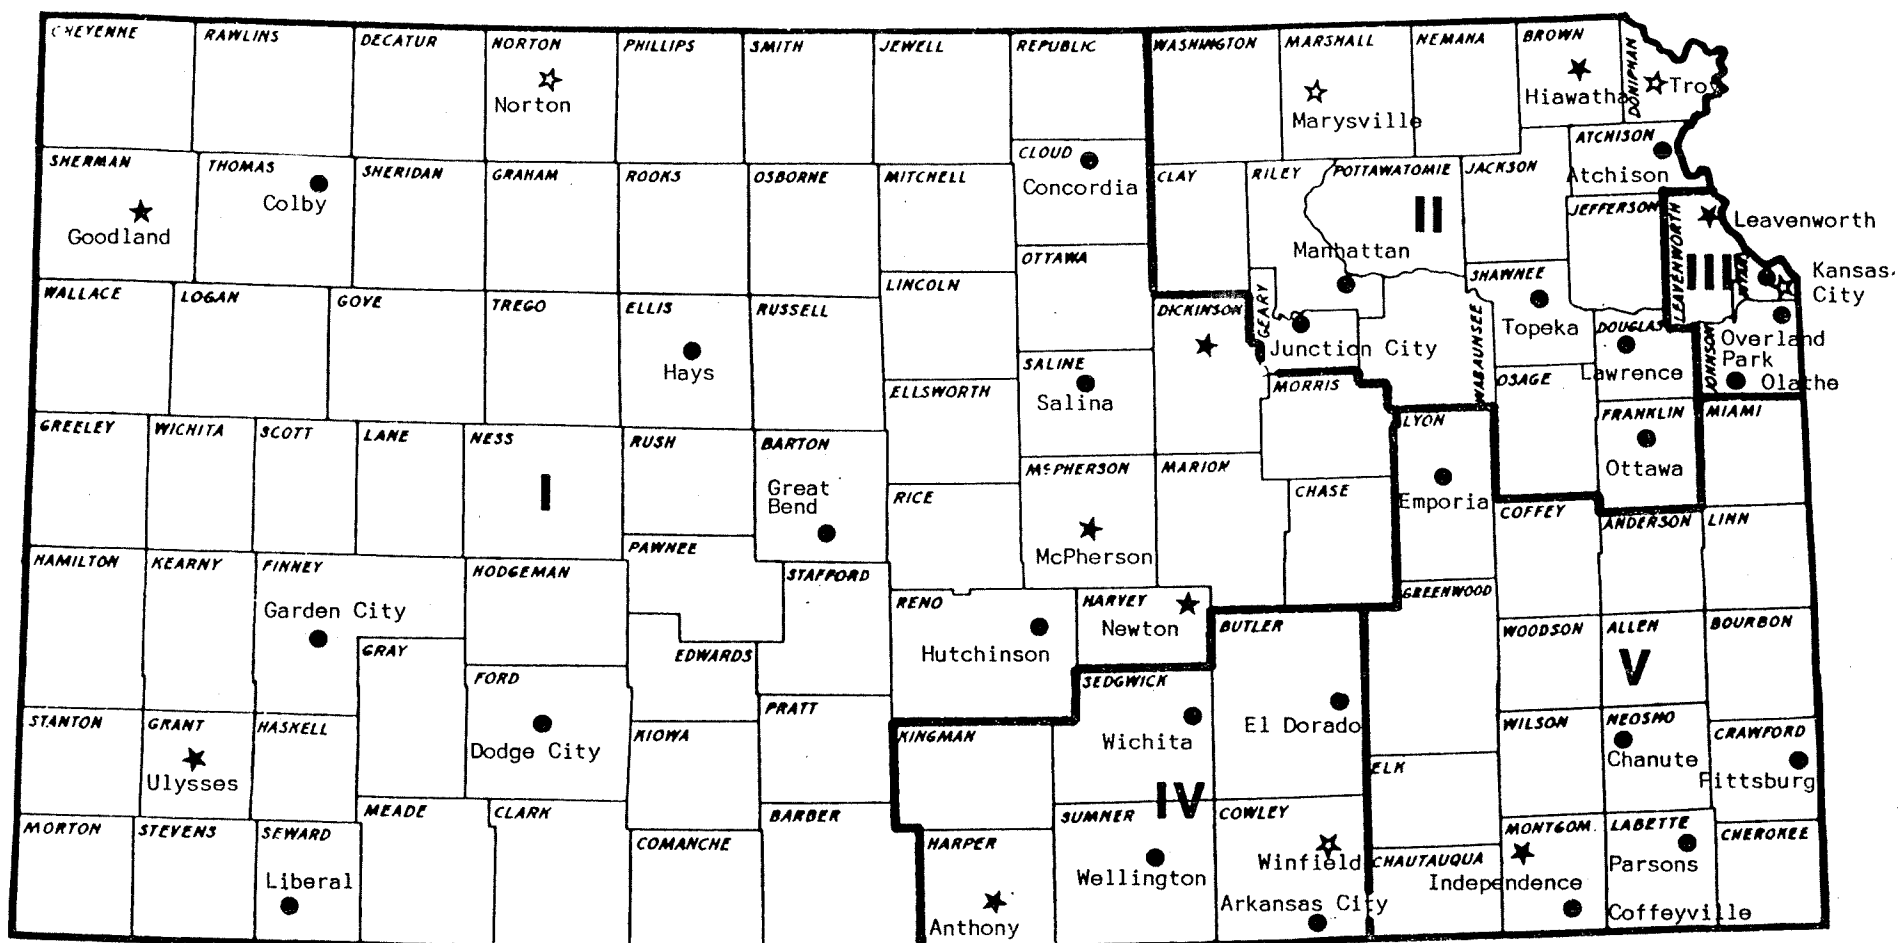 CHEYENNE
RAWLINS
DECATUR
NORTON
PHILLIPS
SMITH
JEWELL
REPUBLIC
WASHINGTON
MARSHALL
NEMAHA
BROWN
DONIPHAN
Norton
Marysville
Hiawatha
Troy
SHERMAN
THOMAS
SHERIDAN
GRAHAM
ROOKS
OSBORNE
MITCHELL
CLOUD
CLAY
RILEY
POTTAWATOMIE
JACKSON
ATCHISON
Goodland
Colby
Concordia
Atchison
JEFFERSON
LEAVENWORTH
Leavenworth
II
III
Manhattan
OTTAWA
LINCOLN
WALLACE
LOGAN
GOVE
TREGO
ELLIS
RUSSELL
DICKINSON
GEARY
WABAUNSEE
SHAWNEE
Kansas
City
Hays
SALINE
Salina
Junction City
Topeka
DOUGLAS
Lawrence
JOHNSON
Overland
Park
Olathe
ELLSWORTH
MORRIS
OSAGE
GREELEY
WICHITA
SCOTT
LANE
NESS
RUSH
BARTON
LYON
FRANKLIN
MIAMI
I
Great
Bend
RICE
McPHERSON
MARION
CHASE
Emporia
Ottawa
McPherson
COFFEY
ANDERSON
LINN
HAMILTON
KEARNY
FINNEY
HODGEMAN
PAWNEE
STAFFORD
RENO
HARVEY
GREENWOOD
Garden City
Newton
BUTLER
WOODSON
ALLEN
BOURBON
GRAY
EDWARDS
Hutchinson
V
FORD
SEDGWICK
STANTON
GRANT
HASKELL
KIOWA
PRATT
KINGMAN
WILSON
NEOSHO
CRAWFORD
Ulysses
Dodge City
Wichita
El Dorado
Chanute
Pittsburg
IV
ELK
MORTON
STEVENS
SEWARD
MEADE
CLARK
COMANCHE
BARBER
HARPER
SUMNER
COWLEY
CHAUTAUQUA
MONTGOM.
LABETTE
CHEROKEE
Liberal
Anthony
Wellington
Winfield
Arkansas City
Independence
Parsons
Coffeyville